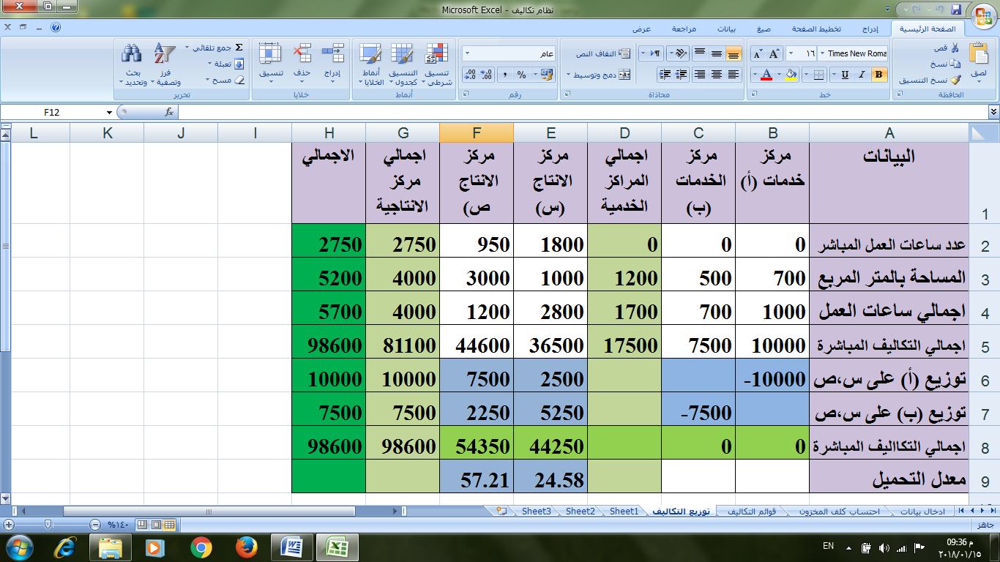 نظام تكاليف - Microsoft Excel
الصفحة الرئيسية إدراج تخطيط الصفحة صيغ بيانات مراجعة عرض
لصق قص
نسخ
نسخ التنسيق
الحافظة
Times New Roma ١٦
B I U A
خط
التفاف النص
دمج وتوسيط
محاذاة
عام
% ,
رقم
تنسيق شرطي
التنسيق كجدول
أنماط الخلايا
أنماط
إدراج حذف تنسيق
خلايا
Σ جمع تلقائي
تعبئة
مسح
فرز وتصفية
بحث وتحديد
تحرير
F12 fx
A B C D E F G H I J K L
1 البيانات مركز خدمات (أ) مركز الخدمات (ب) اجمالي المراكز الخدمية مركز الانتاج (س) مركز الانتاج ص) اجمالي مركز الانتاجية الاجمالي
2 عدد ساعات العمل المباشر 0 0 0 1800 950 2750 2750
3 المساحة بالمتر المربع 700 500 1200 1000 3000 4000 5200
4 اجمالي ساعات العمل 1000 700 1700 2800 1200 4000 5700
5 اجمالي التكاليف المباشرة 10000 7500 17500 36500 44600 81100 98600
6 توزيع (أ) على س،ص -10000 2500 7500 10000 10000
7 توزيع (ب) على س،ص -7500 5250 2250 7500 7500
8 اجمالي التكااليف المباشرة 0 0 44250 54350 98600 98600
9 معدل التحميل 24.58 57.21
ادخال بيانات احتساب كلف المخزون قوائم التكاليف توزيع التكاليف Sheet1 Sheet2 Sheet3
جاهز %١٤٠
EN 09:36 م
٢٠١٨/٠١/١٥